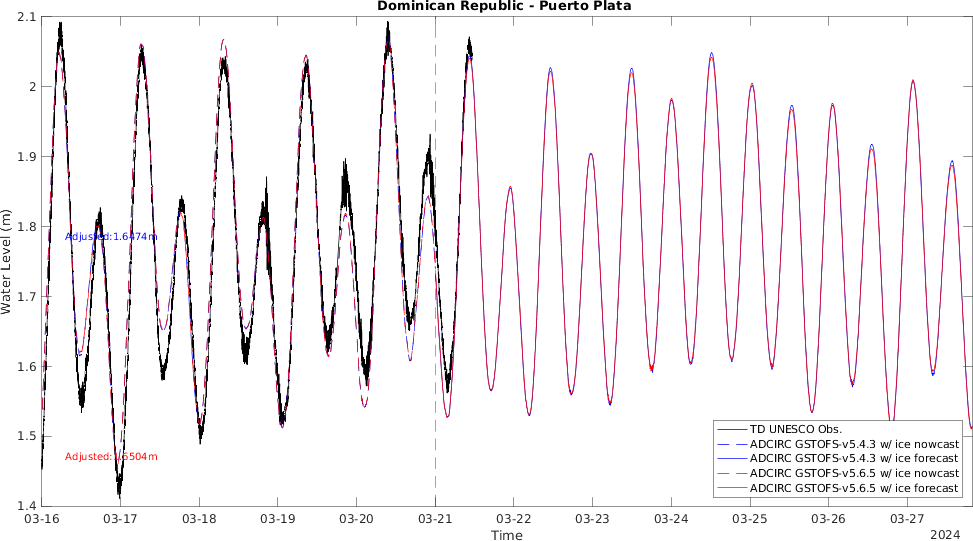 Dominican Republic - Puerto Plata
Water Level (m)
2.1
2
1.9
1.8
1.7
1.6
1.5
1.4
Adjusted:1.6474m
Adjusted:1.6504m
TD UNESCO Obs.
ADCIRC GSTOFS-v5.4.3 w/ ice nowcast
ADCIRC GSTOFS-v5.4.3 w/ ice forecast
ADCIRC GSTOFS-v5.6.5 w/ ice nowcast
ADCIRC GSTOFS-v5.6.5 w/ ice forecast
03-16 03-17 03-18 03-19 03-20 03-21 03-22 03-23 03-24 03-25 03-26 03-27
Time
2024